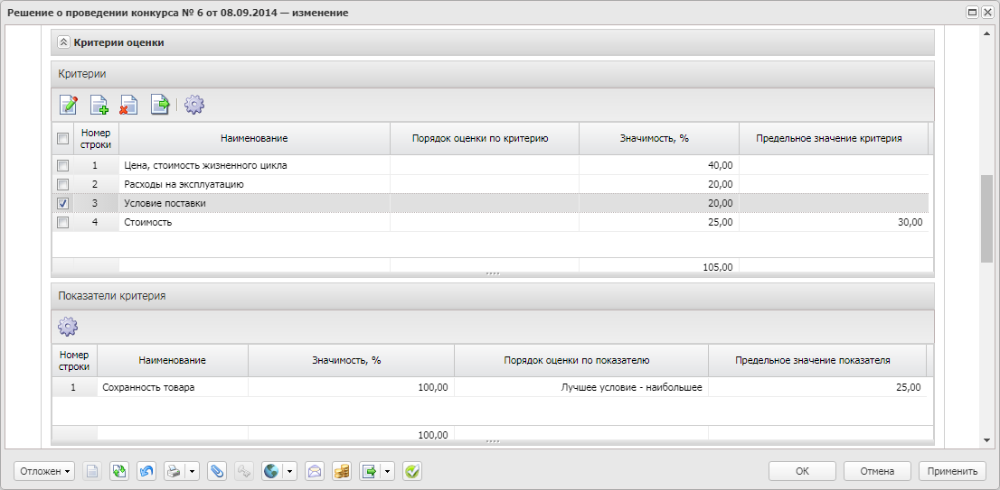 Решение о проведении конкурса № 6 от 08.09.2014 — изменение
Критерии оценки
Критерии
Номер строки Наименование Порядок оценки по критерию Значимость, % Предельное значение критерия
1 Цена, стоимость жизненного цикла 40,00
2 Расходы на эксплуатацию 20,00
3 Условие поставки 20,00
4 Стоимость 25,00 30,00
105,00
Показатели критерия
Номер строки Наименование Значимость, % Порядок оценки по показателю Предельное значение показателя
1 Сохранность товара 100,00 Лучшее условие - наибольшее 25,00
100,00
Отложен ОК Отмена Применить